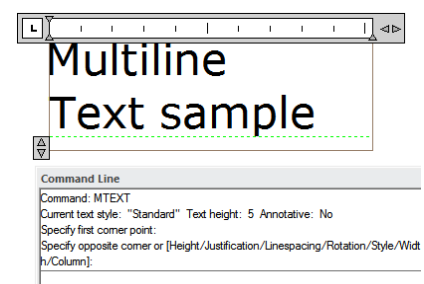 L
Multiline
Text sample
Command Line
Command: MTEXT
Current text style: "Standard" Text height: 5 Annotative: No
Specify first corner point:
Specify opposite corner or [Height/Justification/Linespacing/Rotation/Style/Widt
h/Column]: